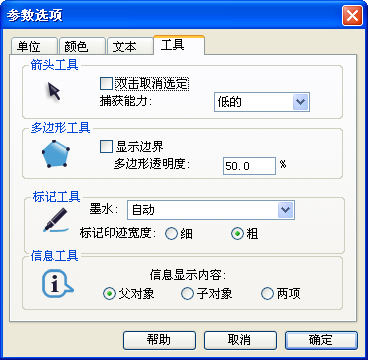 参数选项
单位 颜色 文本 工具
箭头工具
双击取消选定
捕获能力: 低的
多边形工具
显示边界
多边形透明度: 50.0 %
标记工具
墨水: 自动
标记印迹宽度: 细 粗
信息工具
信息显示内容:
父对象 子对象 两项
帮助 取消 确定